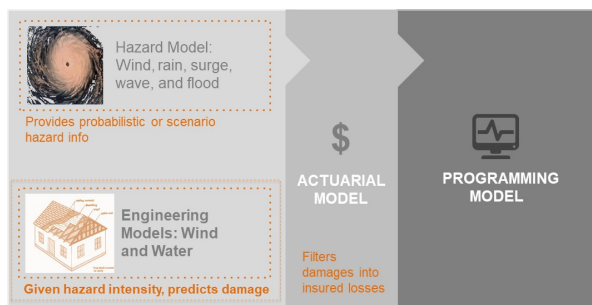 Hazard Model:
Wind, rain, surge,
wave, and flood
Provides probabilistic or scenario
hazard info
Engineering
Models: Wind
and Water
Given hazard intensity, predicts damage
$
ACTUARIAL
MODEL
Filters
damages into
insured losses
PROGRAMMING
MODEL